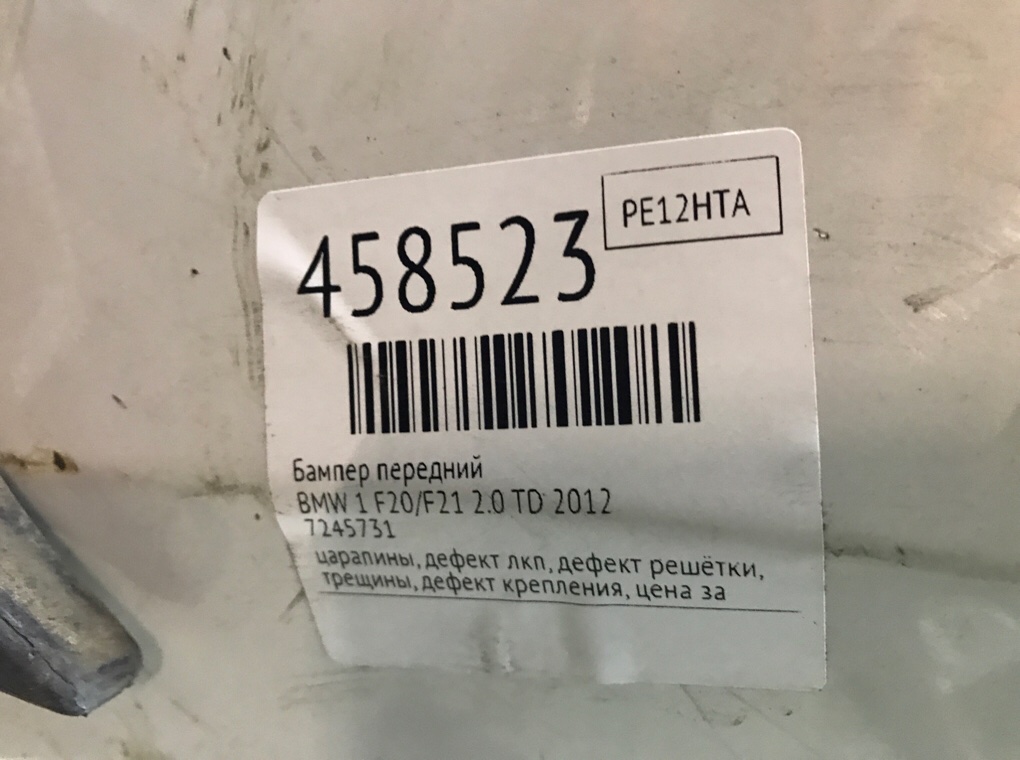 PE12HTA
458523
Бампер передний
BMW 1 F20/F21 2.0 TD 2012
7245731
царапины, дефект лкп, дефект решётки,
трещины, дефект крепления, цена за